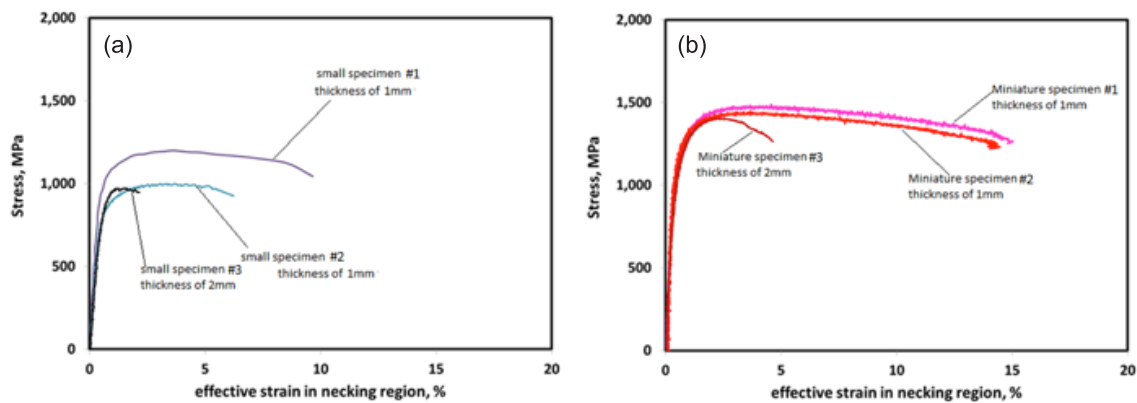 (a)
2,000
1,500
1,000
500
0
Stress, MPa
small specimen #1
thickness of 1mm
small specimen #2
thickness of 1mm
small specimen #3
thickness of 2mm
0 5 10 15 20
effective strain in necking region, %
(b)
2,000
1,500
1,000
500
0
Stress, MPa
Miniature specimen #1
thickness of 1mm
Miniature specimen #3
thickness of 2mm
Miniature specimen #2
thickness of 1mm
0 5 10 15 20
effective strain in necking region, %